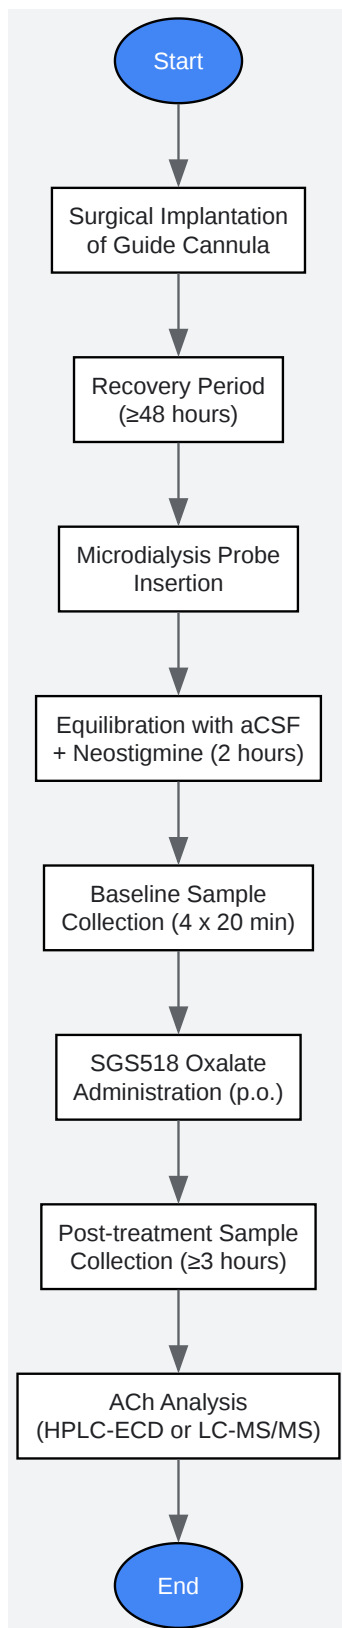 Start
Surgical Implantation
of Guide Cannula
Recovery Period
(≥48 hours)
Microdialysis Probe
Insertion
Equilibration with aCSF
+ Neostigmine (2 hours)
Baseline Sample
Collection (4 x 20 min)
SGS518 Oxalate
Administration (p.o.)
Post-treatment Sample
Collection (≥3 hours)
ACh Analysis
(HPLC-ECD or LC-MS/MS)
End